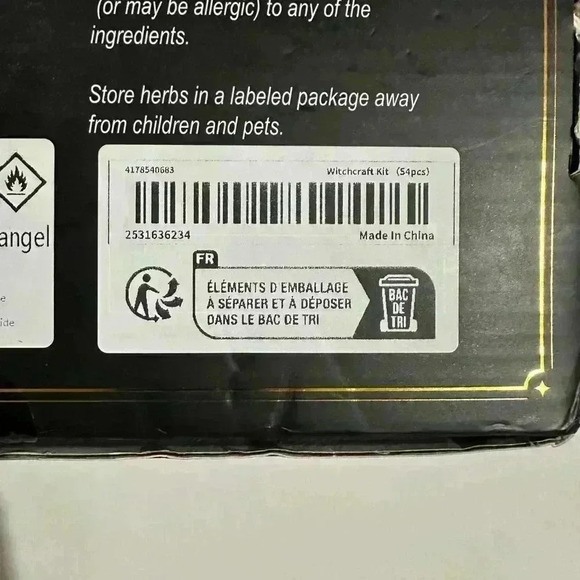 (or may be allergic) to any of the
ingredients.
Store herbs in a labeled package away
from children and pets.
4178540683 Witchcraft Kit (54pcs)
2531636234 Made In China
angel
FR
ÉLÉMENTS D EMBALLAGE
À SÉPARER ET À DÉPOSER
DANS LE BAC DE TRI
BAC
DE
TRI